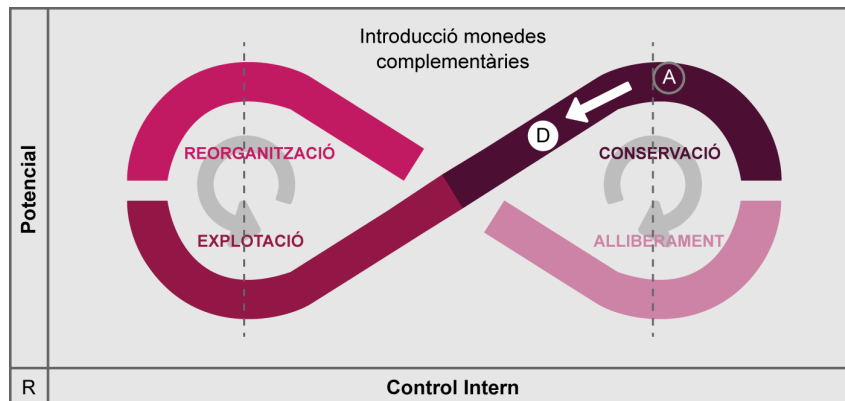 Introducció monedes
complementàries
A
D
REORGANITZACIÓ
CONSERVACIÓ
Potencial
EXPLOTACIÓ
ALLIBERAMENT
R
Control Intern